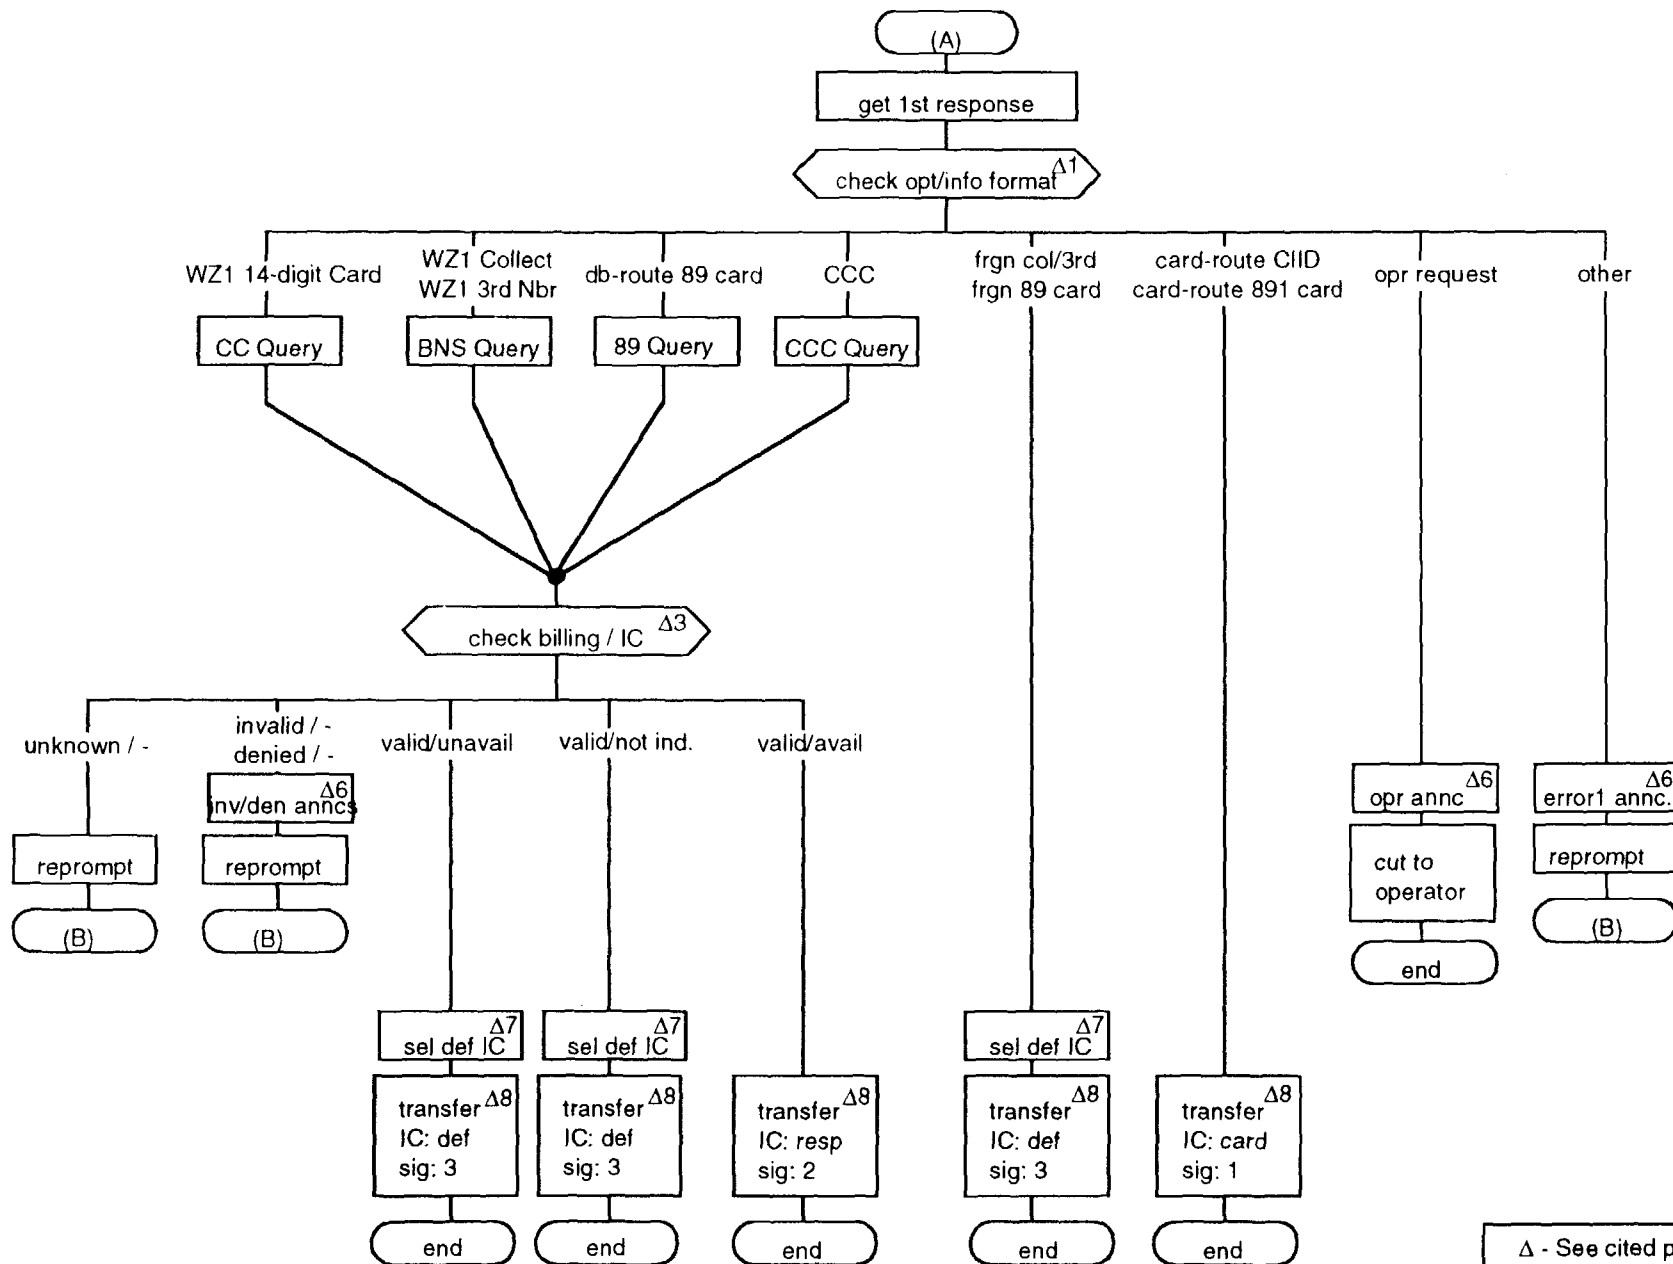 (A)
get 1st response
check opt/info format Δ1
WZ1 14-digit Card
WZ1 Collect
WZ1 3rd Nbr
db-route 89 card
CCC
frgn col/3rd
frgn 89 card
card-route CIID
card-route 891 card
opr request
other
CC Query
BNS Query
89 Query
CCC Query
check billing / IC Δ3
unknown / -
invalid / -
denied / -
valid/unavail
valid/not ind.
valid/avail
Δ6
inv/den anncs
reprompt
(B)
reprompt
(B)
Δ6
opr annc
cut to
operator
end
Δ6
error1 annc.
reprompt
(B)
Δ7
sel def IC
transfer Δ8
IC: def
sig: 3
end
Δ7
sel def IC
transfer Δ8
IC: def
sig: 3
end
transfer Δ8
IC: resp
sig: 2
end
Δ7
sel def IC
transfer Δ8
IC: def
sig: 3
end
transfer Δ8
IC: card
sig: 1
end
Δ - See cited p